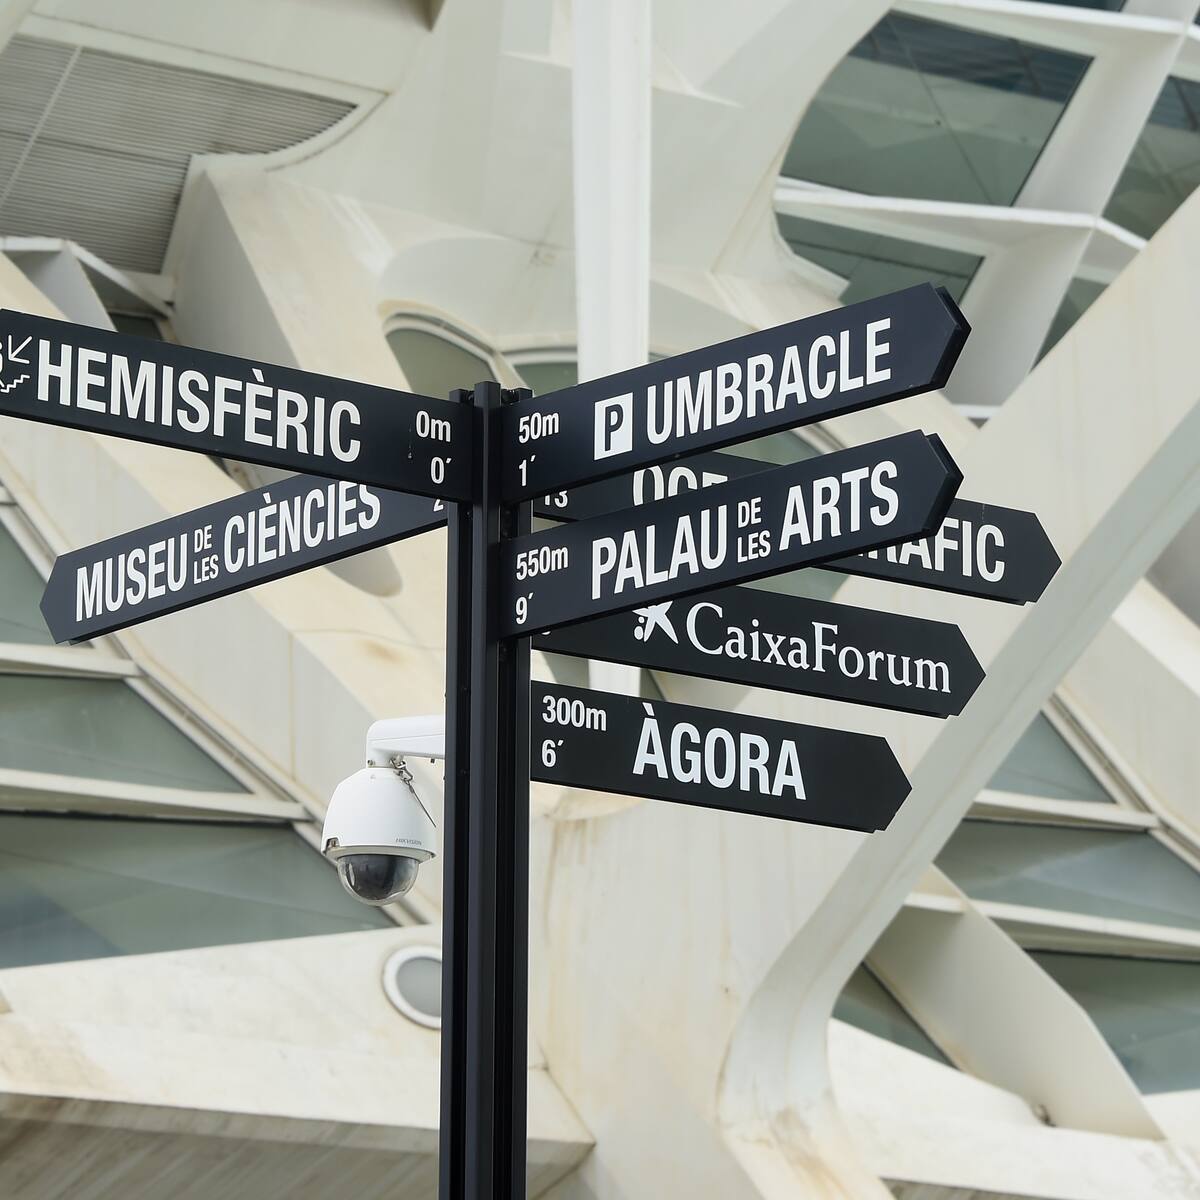 HEMISFÈRIC
0m
0´
MUSEU DE LES CIÈNCIES
50m
1´
P UMBRACLE
13
550m
9´
PALAU DE LES ARTS
CaixaForum
300m
6´
ÀGORA
HIKVISION